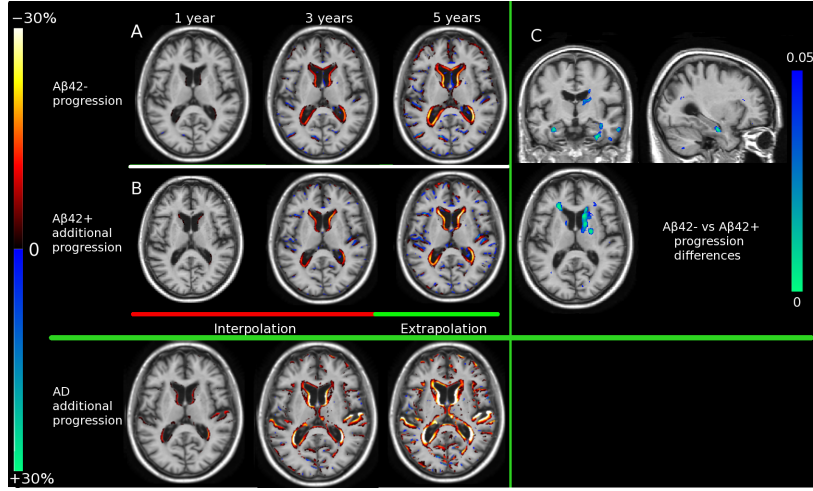 −30%
1 year
3 years
5 years
A
C
0.05
Aβ42-
progression
B
Aβ42+
additional
progression
0
Aβ42- vs Aβ42+
progression
differences
0
Interpolation
Extrapolation
AD
additional
progression
+30%